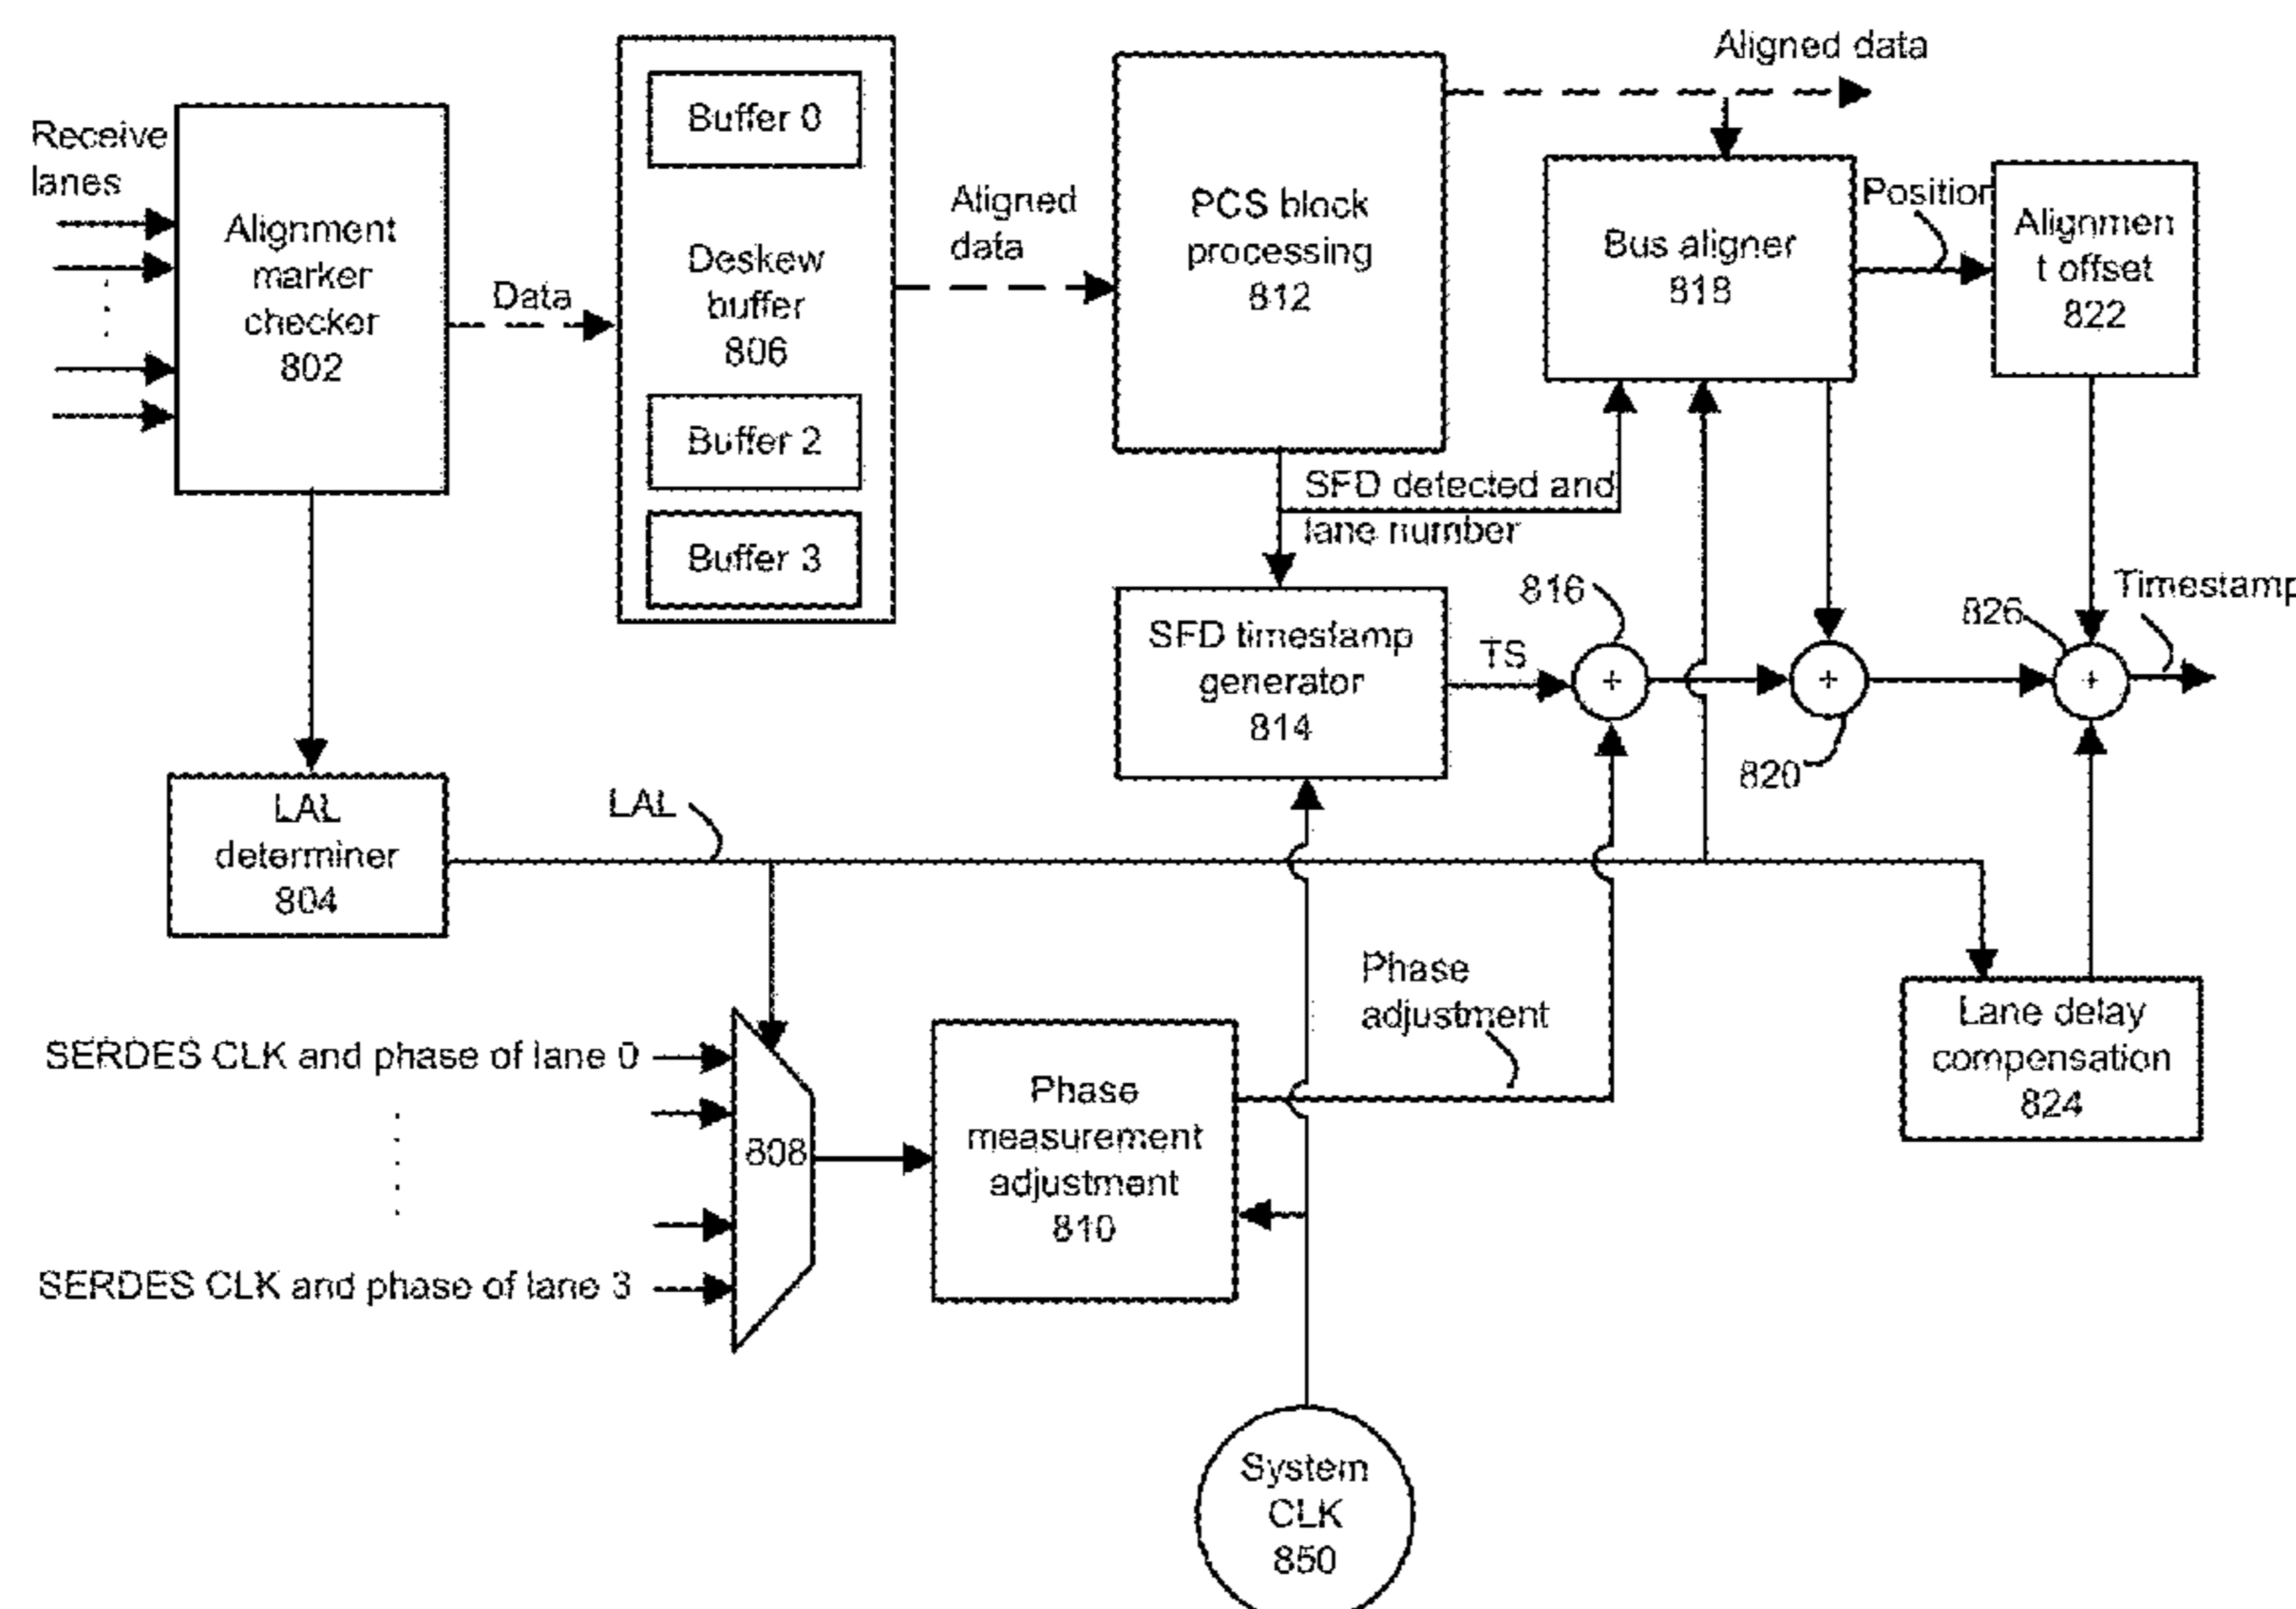 Aligned data
Receive
lanes
Alignment
marker
checker
802
Data
Buffer 0
Deskew
buffer
806
Buffer 2
Buffer 3
Aligned
data
PCS block
processing
812
Bus aligner
818
Position
Alignmen
t offset
822
SFD detected and
lane number
SFD timestamp
generator
814
TS
816
820
826
Timestamp
LAL
determiner
804
LAL
Phase
adjustment
Lane delay
compensation
824
SERDES CLK and phase of lane 0
808
SERDES CLK and phase of lane 3
Phase
measurement
adjustment
810
System
CLK
850